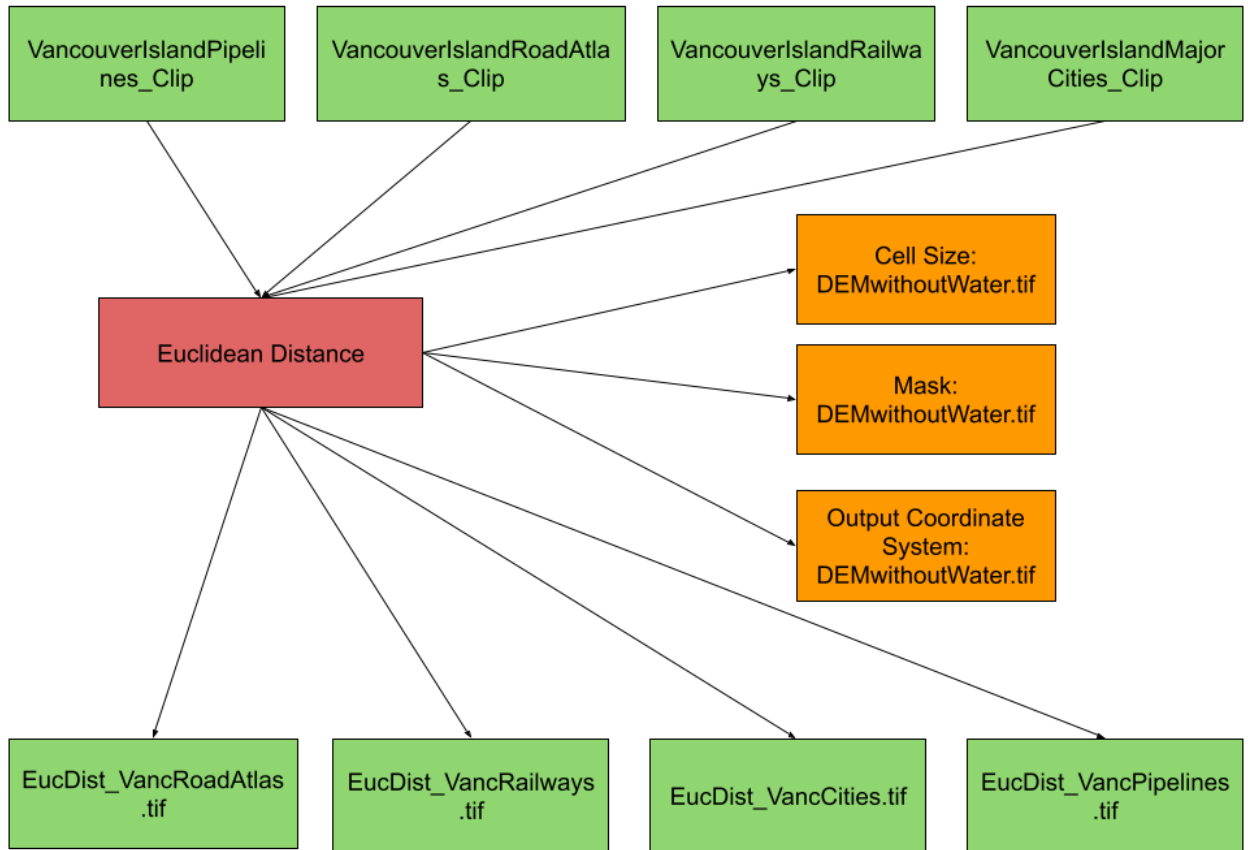 VancouverIslandPipeli
nes_Clip
VancouverIslandRoadAtla
s_Clip
VancouverIslandRailwa
ys_Clip
VancouverIslandMajor
Cities_Clip
Euclidean Distance
Cell Size:
DEMwithoutWater.tif
Mask:
DEMwithoutWater.tif
Output Coordinate
System:
DEMwithoutWater.tif
EucDist_VancRoadAtlas
.tif
EucDist_VancRailways
.tif
EucDist_VancCities.tif
EucDist_VancPipelines
.tif